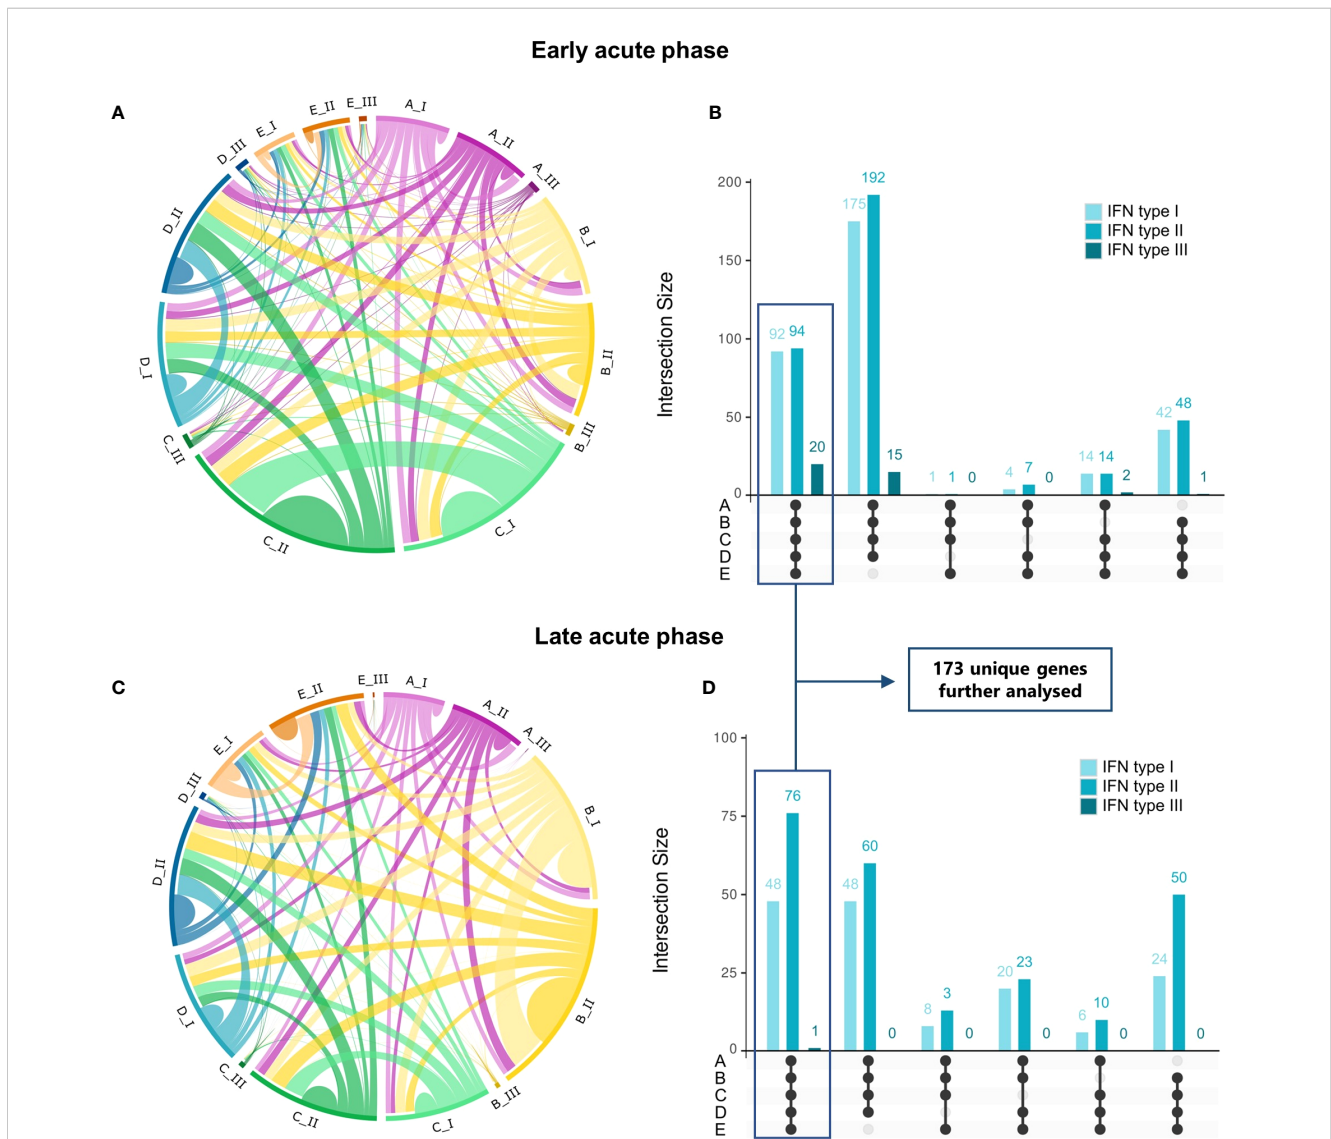 Early acute phase
A
E_III
E_II
A_I
E_I
A_II
D_III
A_III
D_II
B_I
D_I
B_II
C_III
B_III
C_II
C_I
B
200
150
100
50
0
Intersection Size
IFN type I
IFN type II
IFN type III
92 94 20
175 192 15
1 1 0
4 7 0
14 14 2
42 48 1
A
B
C
D
E
Late acute phase
173 unique genes
further analysed
C
E_III
E_II
A_I
A_II
E_I
A_III
D_III
B_I
D_II
D_I
B_II
C_III
B_III
C_II
C_I
D
100
75
50
25
0
Intersection Size
IFN type I
IFN type II
IFN type III
48 76 1
48 60 0
8 3 0
20 23 0
6 10 0
24 50 0
A
B
C
D
E